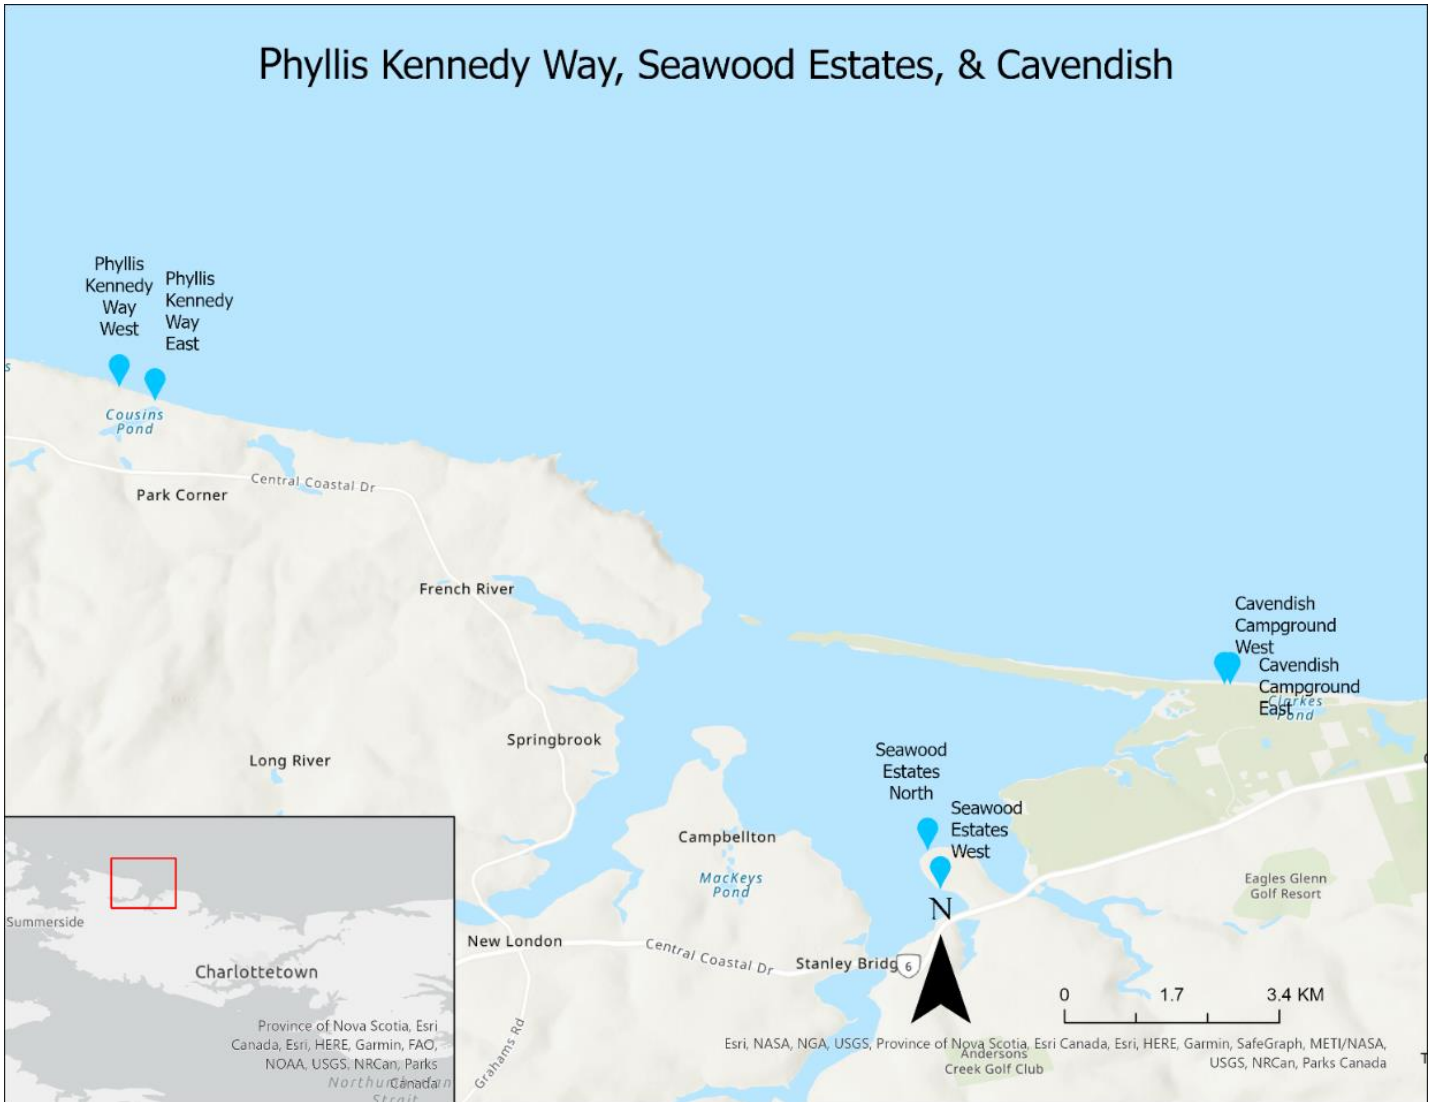 Phyllis Kennedy Way, Seawood Estates, & Cavendish
Phyllis
Kennedy
Way
West
Phyllis
Kennedy
Way
East
s
Cousins
Pond
Park Corner
Central Coastal Dr
French River
Cavendish
Campground
West
Cavendish
Campground
East
Clarkes
Pond
Springbrook
Long River
Seawood
Estates
North
Seawood
Estates
West
Campbellton
MacKeys
Pond
Eagles Glenn
Golf Resort
N
New London
Central Coastal Dr
Stanley Bridg
6
Grahams Rd
0 1.7 3.4 KM
Esri, NASA, NGA, USGS, Province of Nova Scotia, Esri Canada, Esri, HERE, Garmin, SafeGraph, METI/NASA,
USGS, NRCan, Parks Canada
Andersons
Creek Golf Club
Summerside
Charlottetown
Province of Nova Scotia, Esri
Canada, Esri, HERE, Garmin, FAO,
NOAA, USGS, NRCan, Parks
Canada
Strait